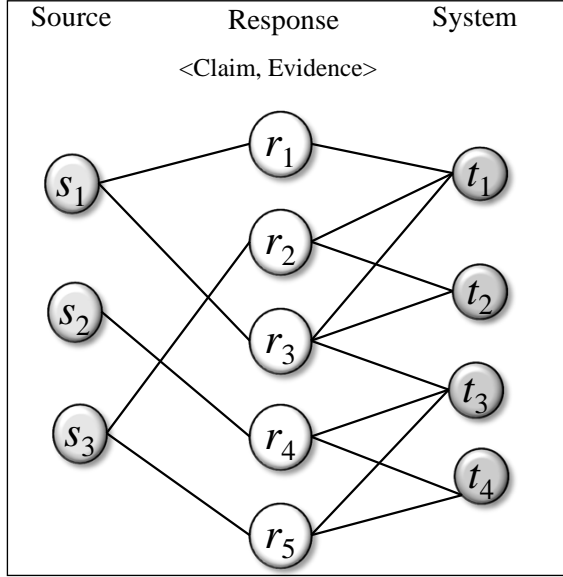 Source Response System
<Claim, Evidence>
r1
s1 t1
r2
t2
s2
r3
t3
s3 r4
t4
r5